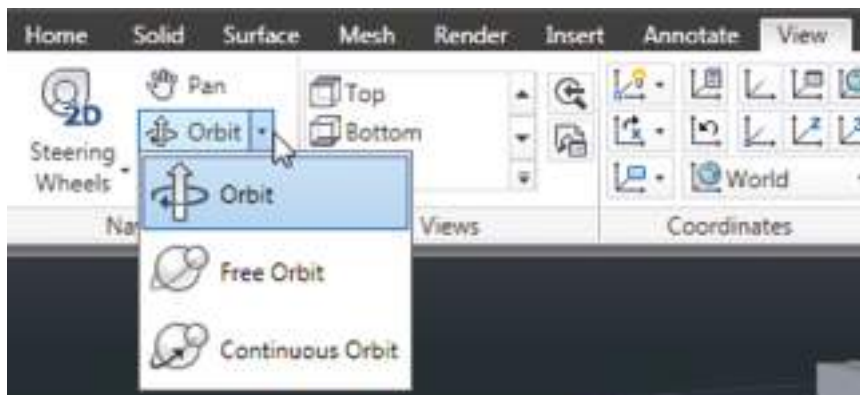 Home Solid Surface Mesh Render Insert Annotate View
2D
Steering
Wheels
Pan
Orbit
Top
Bottom
Orbit
Free Orbit
Continuous Orbit
World
Views
Coordinates